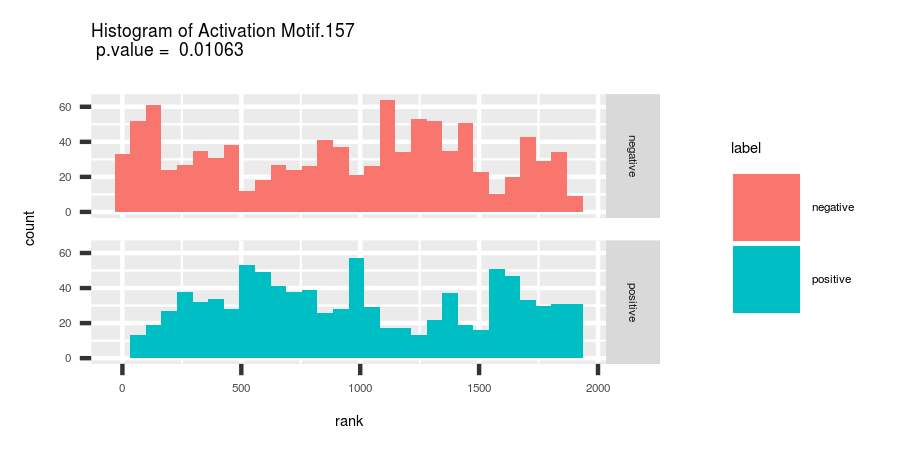 Histogram of Activation Motif.157
p.value = 0.01063
count
60
40
20
0
negative
60
40
20
0
positive
0 500 1000 1500 2000
rank
label
negative
positive